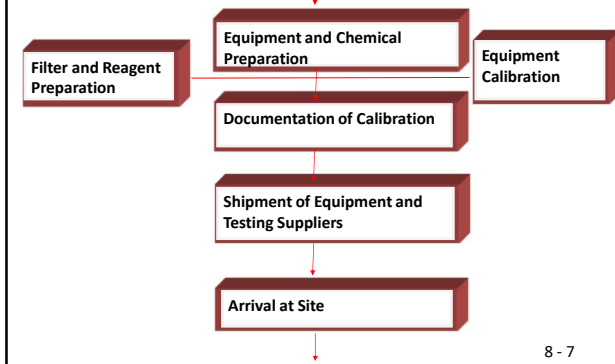 Equipment and Chemical
Preparation
Filter and Reagent
Preparation
Equipment
Calibration
Documentation of Calibration
Shipment of Equipment and
Testing Suppliers
Arrival at Site
8 - 7